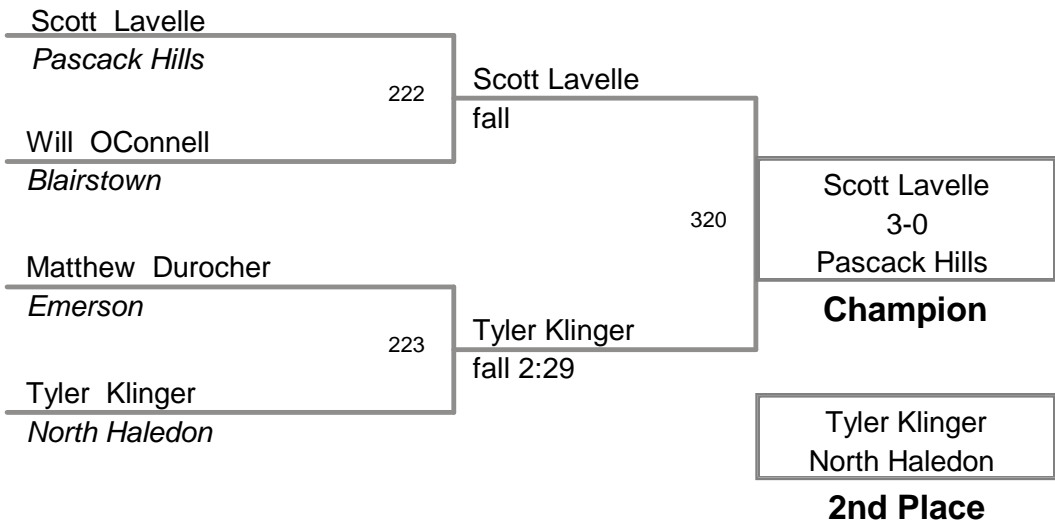 Scott Lavelle
Pascack Hills
222
Will OConnell
Blairstown
Scott Lavelle
fall
Matthew Durocher
Emerson
223
Tyler Klinger
North Haledon
Tyler Klinger
fall 2:29
320
Scott Lavelle
3-0
Pascack Hills
Champion
Tyler Klinger
North Haledon
2nd Place